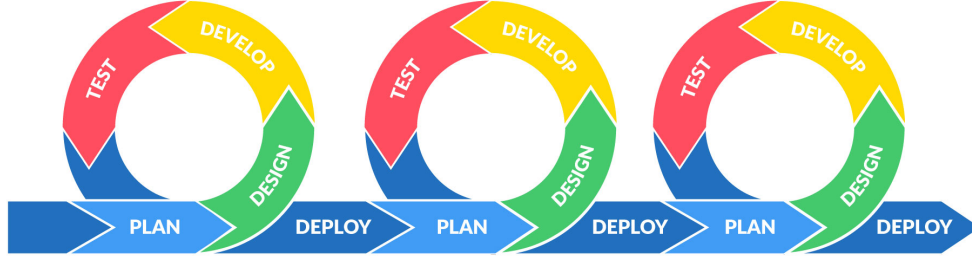 TEST
DEVELOP
DESIGN
PLAN
DEPLOY
TEST
DEVELOP
DESIGN
PLAN
DEPLOY
TEST
DEVELOP
DESIGN
PLAN
DEPLOY